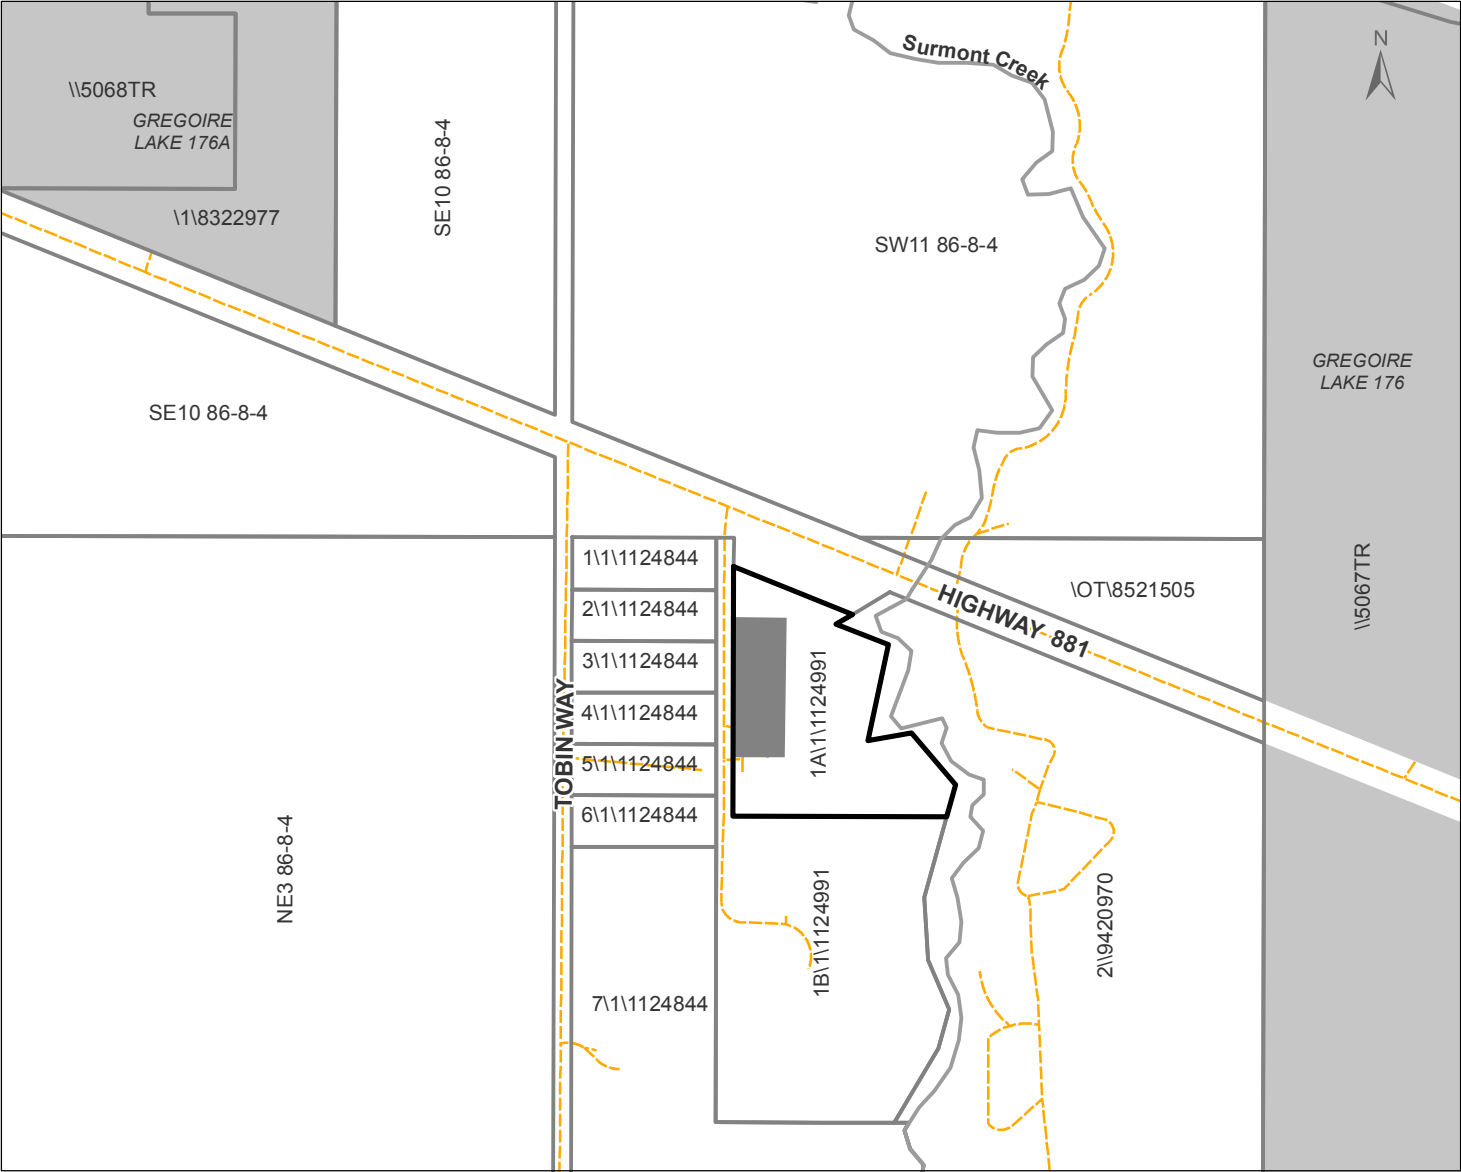 Surmont Creek
N
\\5068TR
GREGOIRE
LAKE 176A
SE10 86-8-4
\1\8322977
SW11 86-8-4
GREGOIRE
LAKE 176
SE10 86-8-4
1\1\1124844
2\1\1124844
3\1\1124844
4\1\1124844
5\1\1124844
6\1\1124844
7\1\1124844
TOBIN WAY
HIGHWAY 881
\OT\8521505
\\5067TR
1A\1\1124991
NE3 86-8-4
1B\1\1124991
2\\9420970